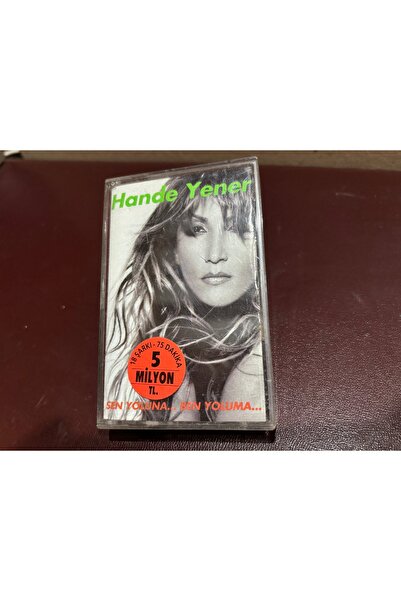 Hande Yener
18 ŞARKI - 75 DAKİKA
5
MİLYON
TL.
SEN YOLUNA... BEN YOLUMA...